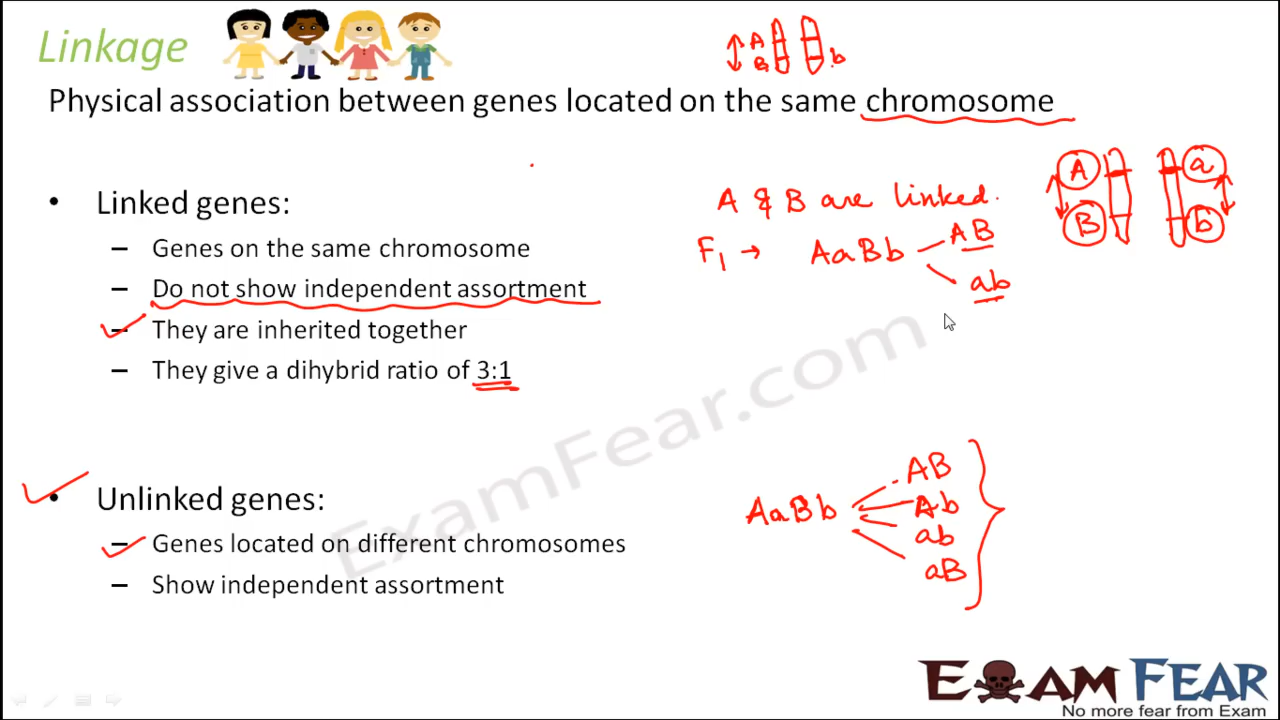 Linkage
A
B
b
Physical association between genes located on the same chromosome
• Linked genes:
– Genes on the same chromosome
– Do not show independent assortment
– They are inherited together
– They give a dihybrid ratio of 3:1
A & B are linked.
F1 → AaBb
AB
ab
A
a
B
b
• Unlinked genes:
– Genes located on different chromosomes
– Show independent assortment
AaBb
AB
Ab
ab
aB
ExamFear.com
EXAM FEAR
No more fear from Exam